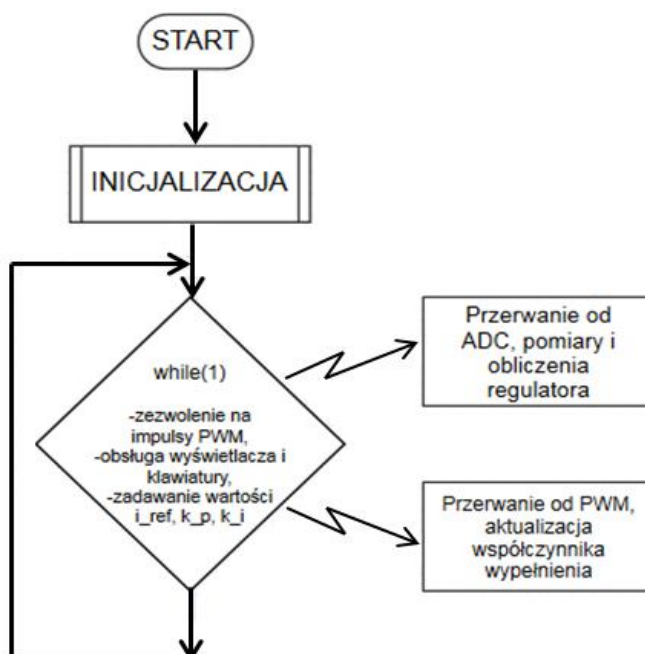 START
INICJALIZACJA
while(1)
-zezwolenie na
impulsy PWM,
-obsługa wyświetlacza i
klawiatury,
-zadawanie wartości
i_ref, k_p, k_i
Przerwanie od
ADC, pomiary i
obliczenia
regulatora
Przerwanie od PWM,
aktualizacja
współczynnika
wypełnienia